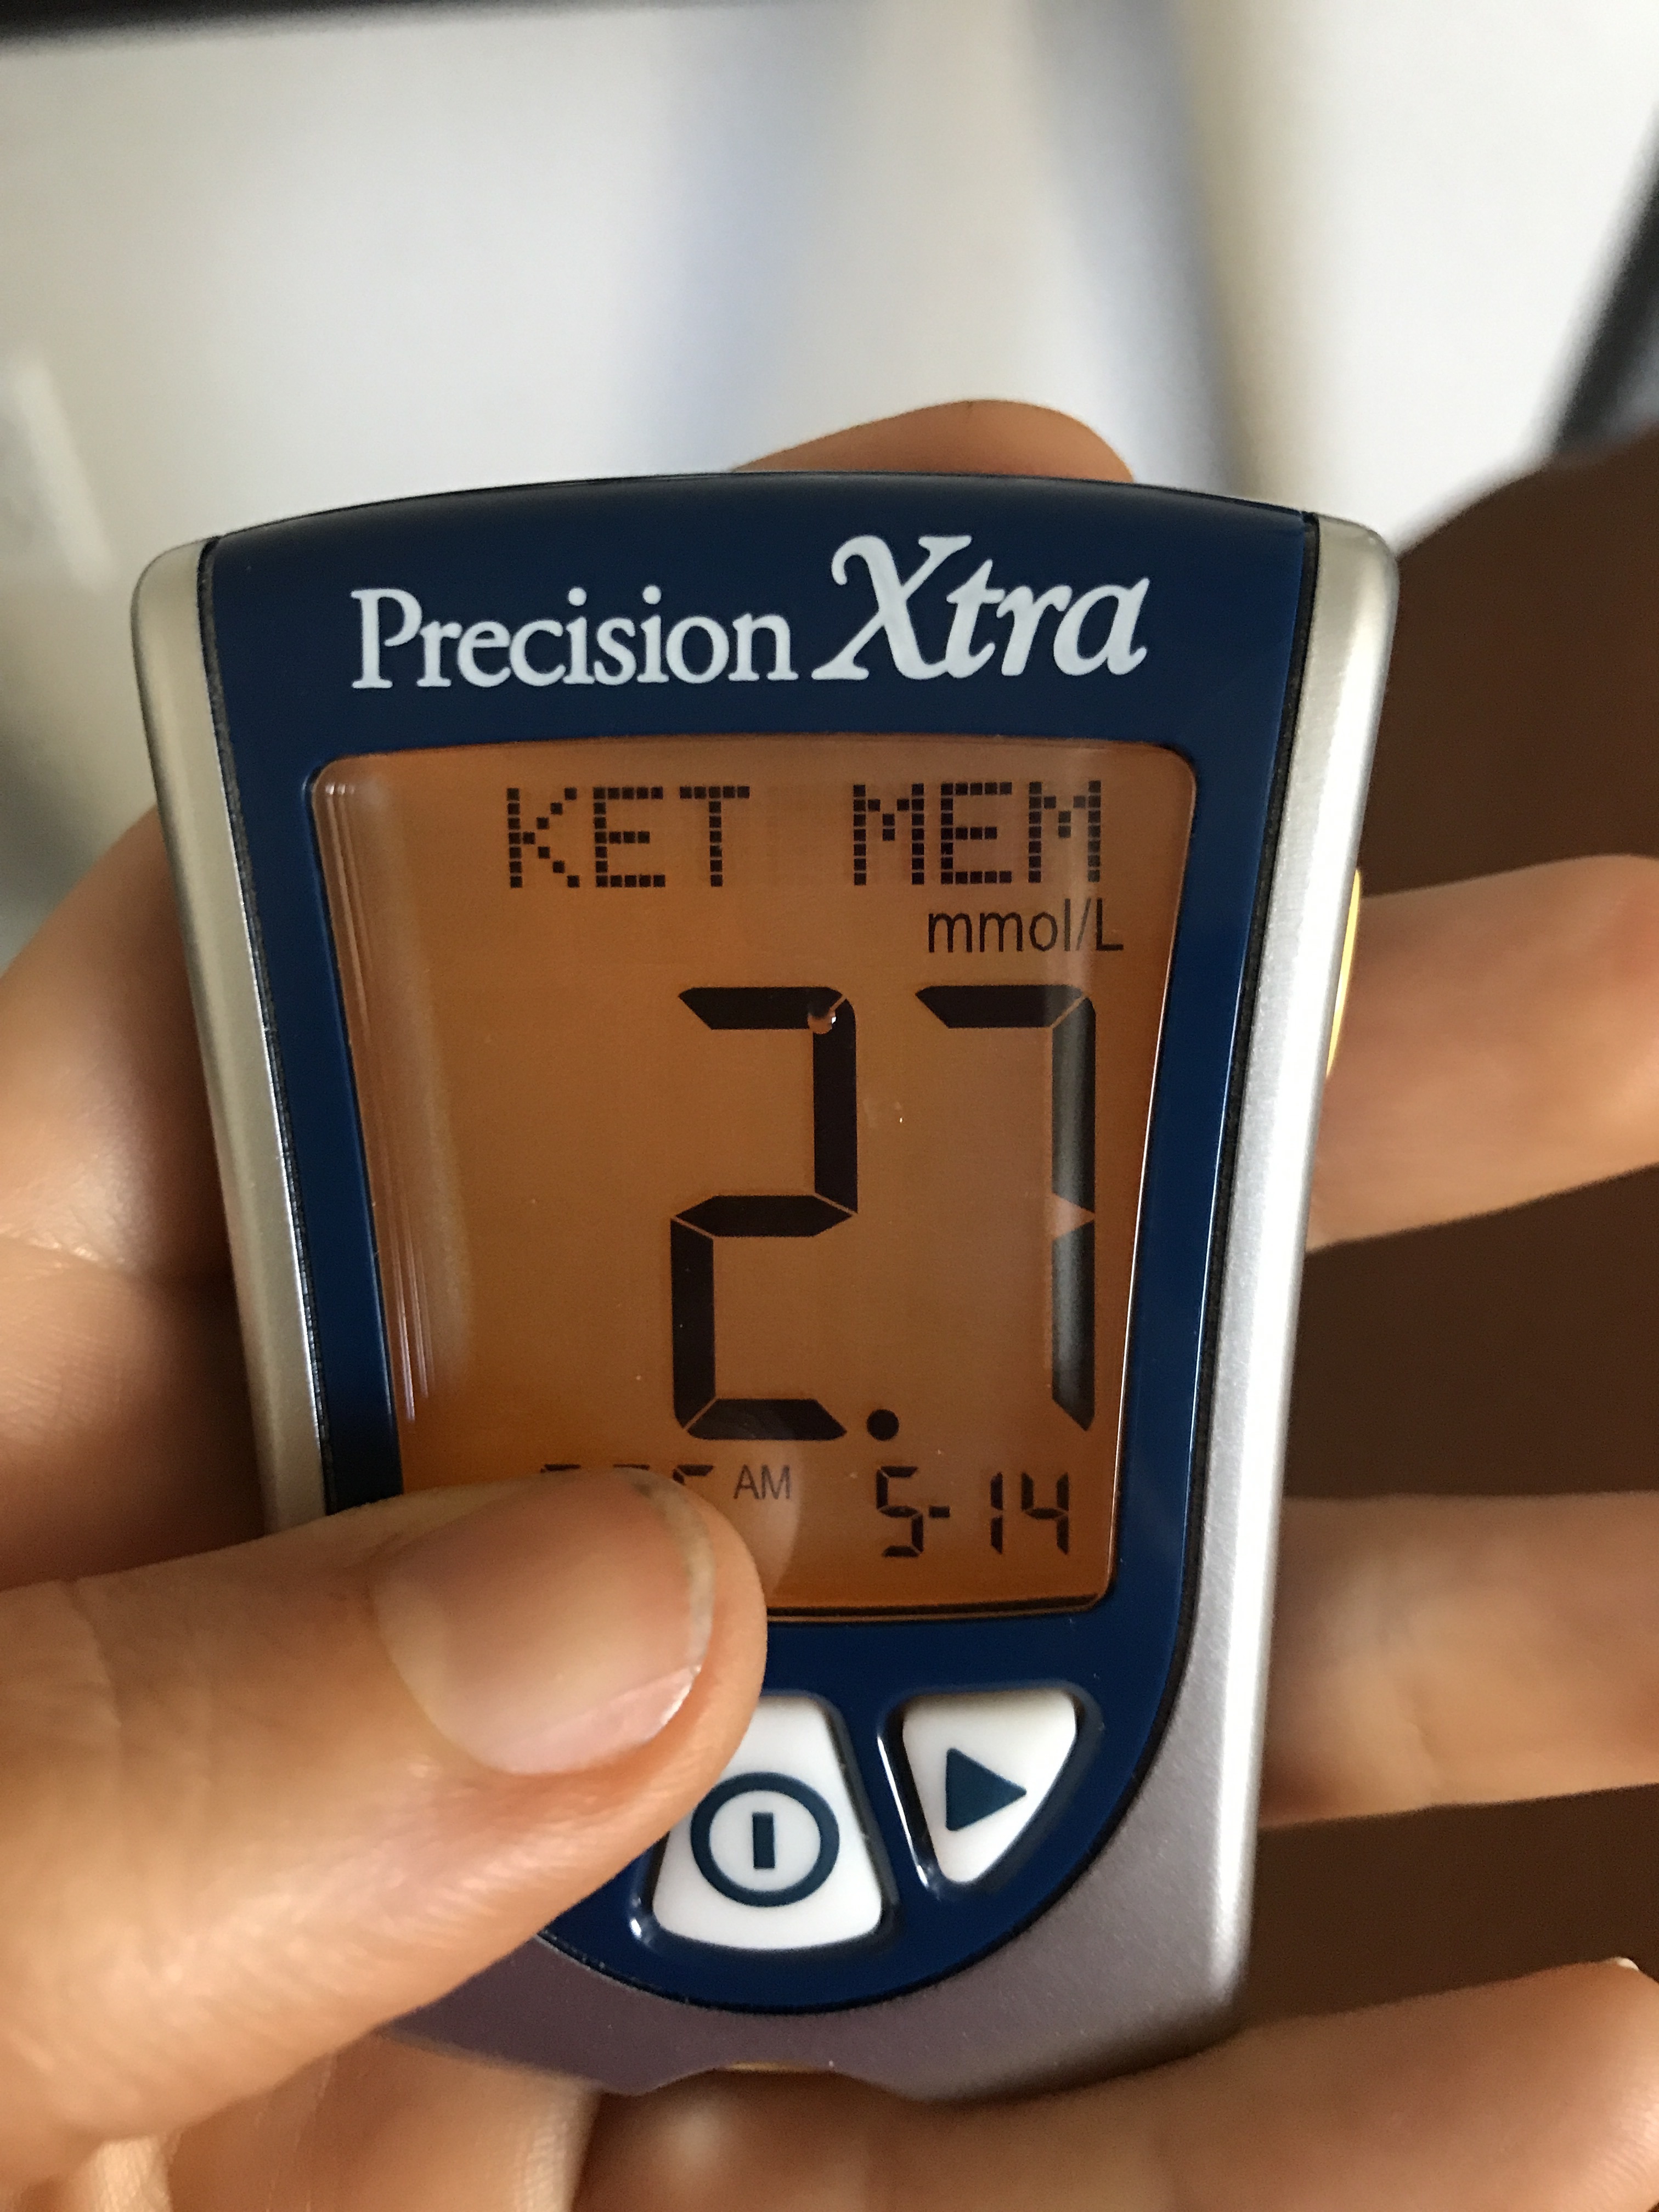 Precision Xtra
KET MEM
mmol/L
2.7
AM 5-14